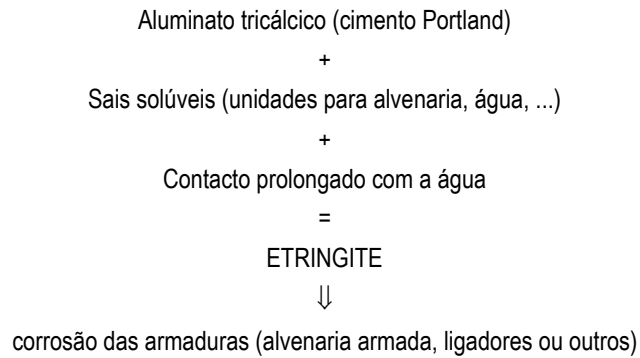 Aluminato tricálcico (cimento Portland)
+
Sais solúveis (unidades para alvenaria, água, ...)
+
Contacto prolongado com a água
=
ETRINGITE
⇓
corrosão das armaduras (alvenaria armada, ligadores ou outros)